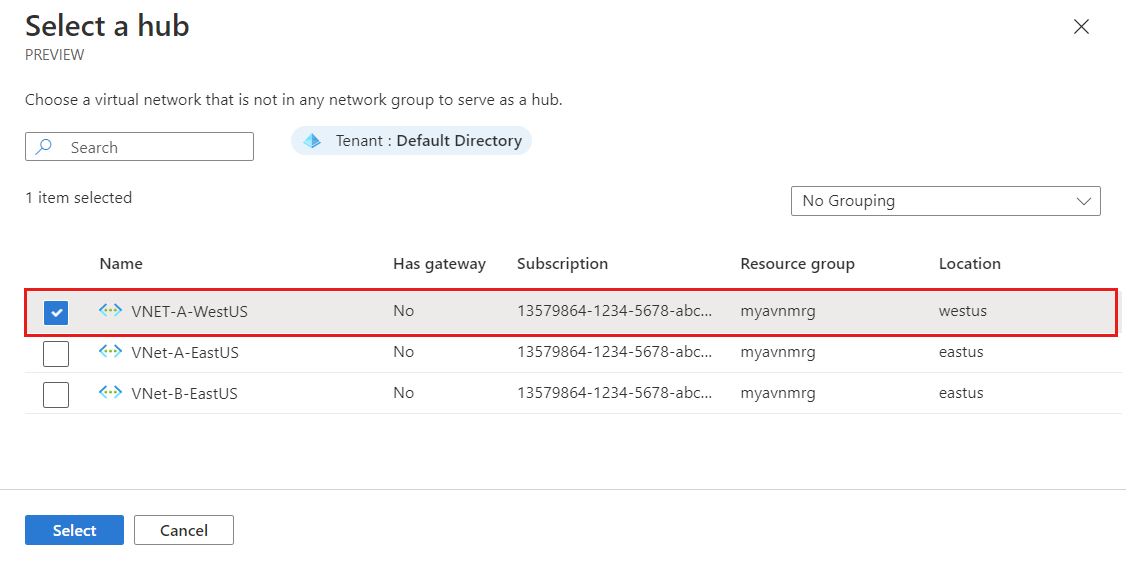 Select a hub
PREVIEW
Choose a virtual network that is not in any network group to serve as a hub.
Search
Tenant : Default Directory
1 item selected
No Grouping
Name Has gateway Subscription Resource group Location
VNET-A-WestUS No 13579864-1234-5678-abc... myavnmrg westus
VNet-A-EastUS No 13579864-1234-5678-abc... myavnmrg eastus
VNet-B-EastUS No 13579864-1234-5678-abc... myavnmrg eastus
Select Cancel